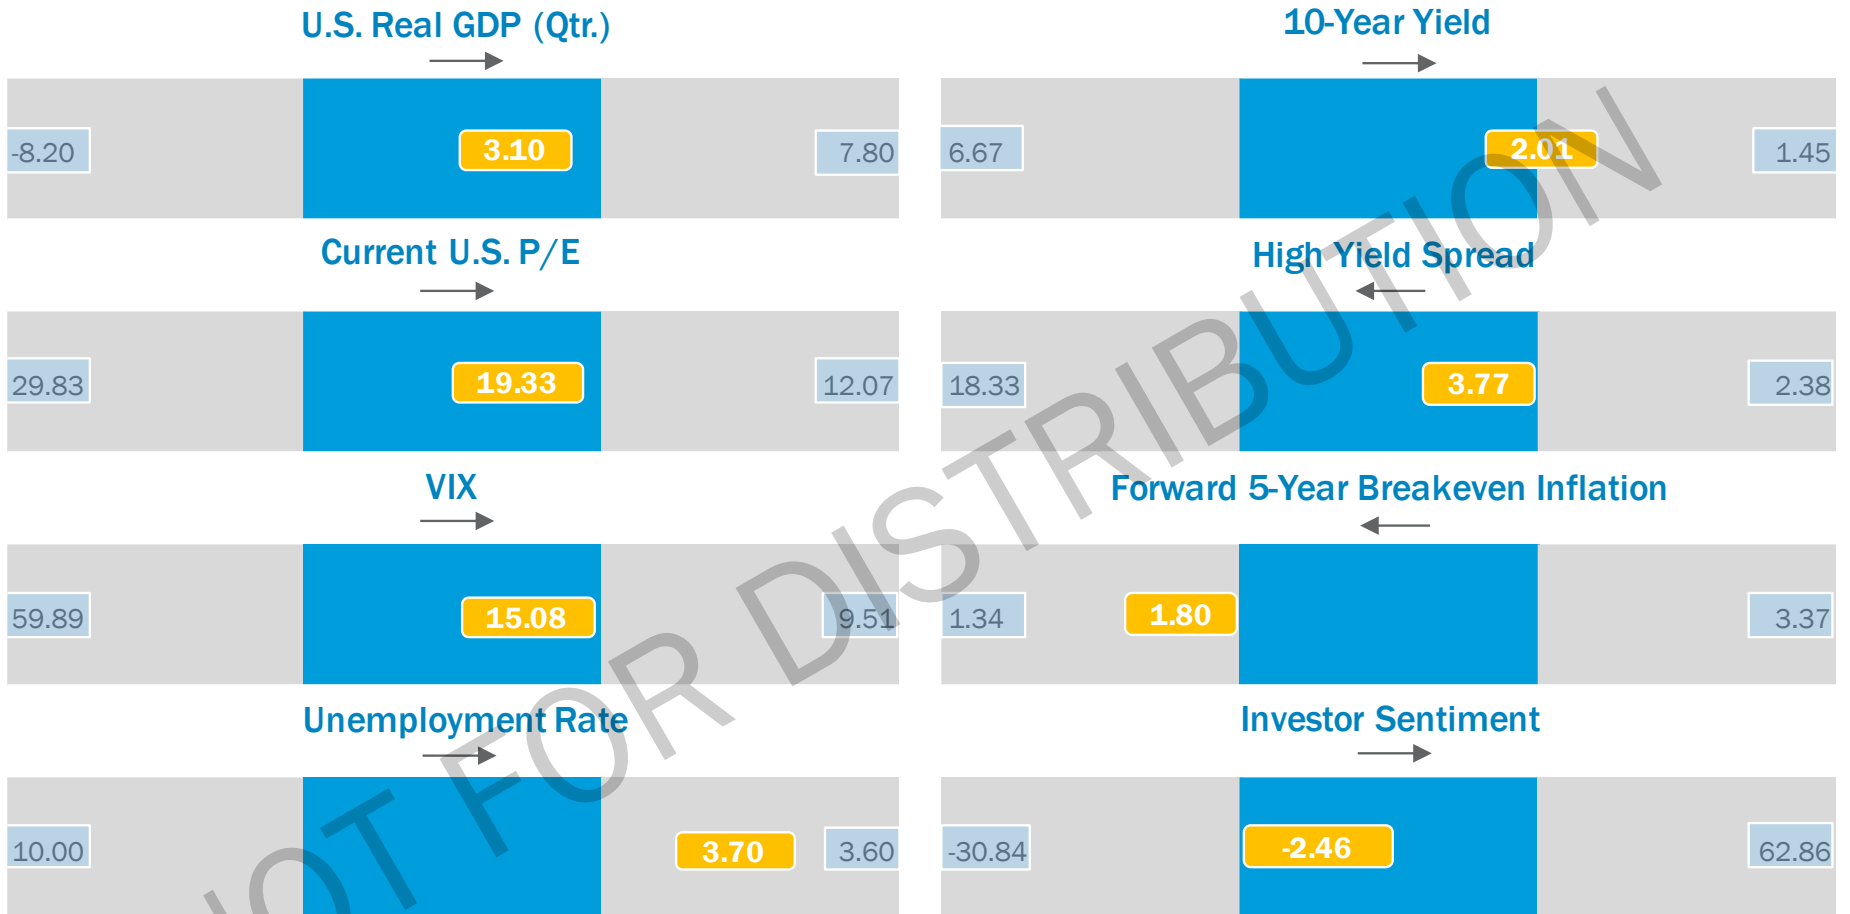 U.S. Real GDP (Qtr.)
-8.20
3.10
7.80
10-Year Yield
6.67
2.01
1.45
Current U.S. P/E
29.83
19.33
12.07
High Yield Spread
18.33
3.77
2.38
VIX
59.89
15.08
9.51
Forward 5-Year Breakeven Inflation
1.34
1.80
3.37
Unemployment Rate
10.00
3.70
3.60
Investor Sentiment
-30.84
-2.46
62.86
NOT FOR DISTRIBUTION